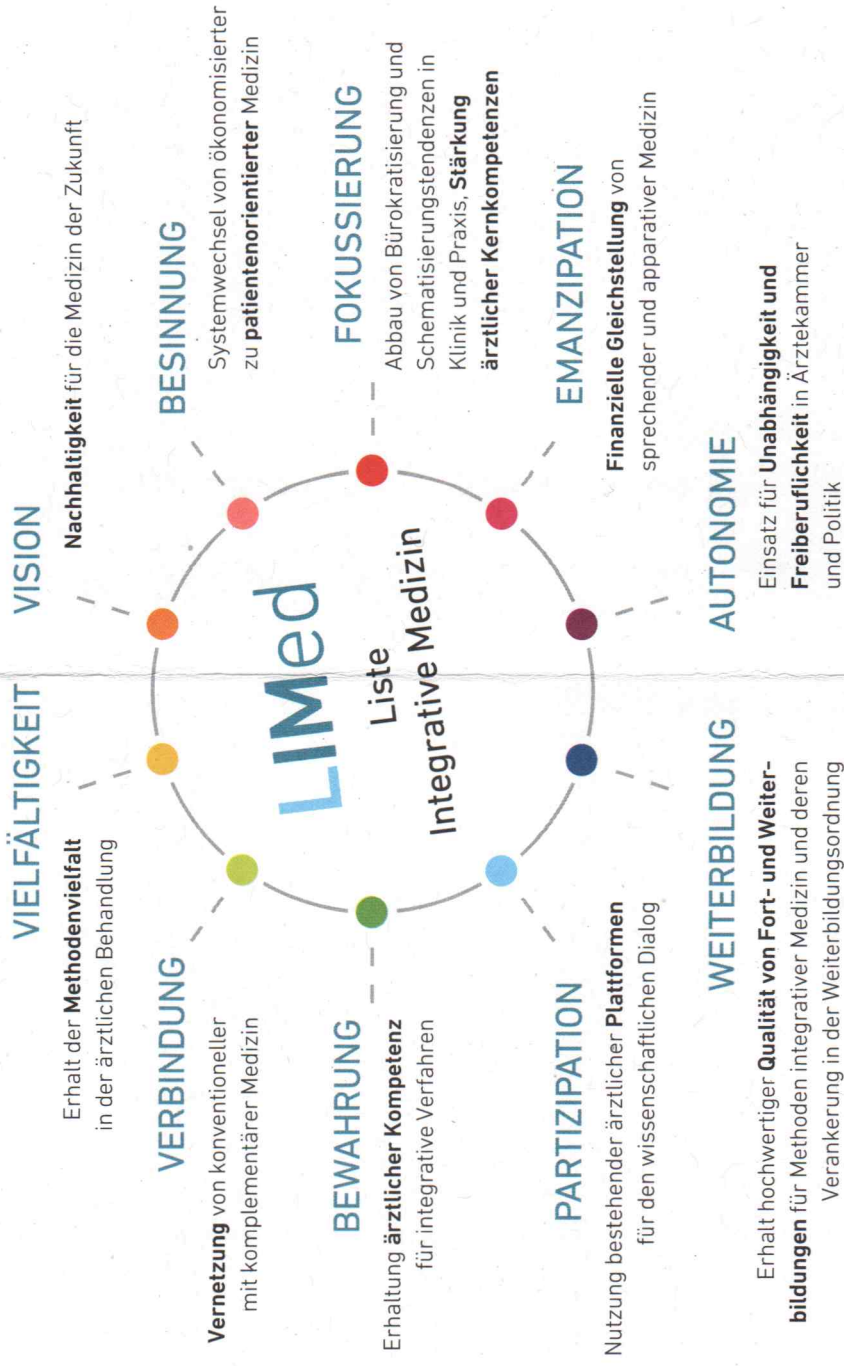 VIELFÄLTIGKEIT
Erhalt der Methodenvielfalt
in der ärztlichen Behandlung
VISION
Nachhaltigkeit für die Medizin der Zukunft
VERBINDUNG
Vernetzung von konventioneller
mit komplementärer Medizin
BESINNUNG
Systemwechsel von ökonomisierter
zu patientenorientierter Medizin
BEWAHRUNG
Erhaltung ärztlicher Kompetenz
für integrative Verfahren
LIMed
Liste
Integrative Medizin
FOKUSSIERUNG
Abbau von Bürokratisierung und
Schematisierungstendenzen in
Klinik und Praxis, Stärkung
ärztlicher Kernkompetenzen
PARTIZIPATION
Nutzung bestehender ärztlicher Plattformen
für den wissenschaftlichen Dialog
EMANZIPATION
Finanzielle Gleichstellung von
sprechender und apparativer Medizin
WEITERBILDUNG
Erhalt hochwertiger Qualität von Fort- und Weiter-
bildungen für Methoden integrativer Medizin und deren
Verankerung in der Weiterbildungsordnung
AUTONOMIE
Einsatz für Unabhängigkeit und
Freiberuflichkeit in Ärztekammer
und Politik